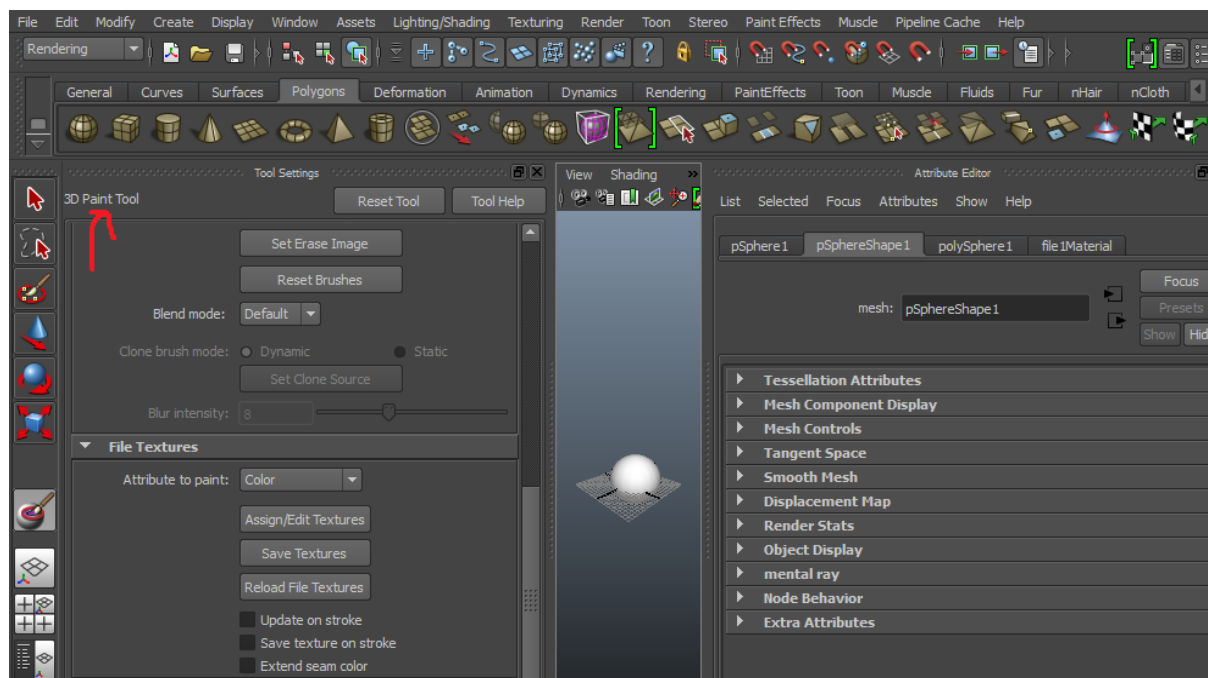 File Edit Modify Create Display Window Assets Lighting/Shading Texturing Render Toon Stereo Paint Effects Muscle Pipeline Cache Help
Rendering
General Curves Surfaces Polygons Deformation Animation Dynamics Rendering PaintEffects Toon Muscle Fluids Fur nHair nCloth
Tool Settings
3D Paint Tool Reset Tool Tool Help
Set Erase Image
Reset Brushes
Blend mode: Default
Clone brush mode: Dynamic Static
Set Clone Source
Blur intensity: 8
File Textures
Attribute to paint: Color
Assign/Edit Textures
Save Textures
Reload File Textures
Update on stroke
Save texture on stroke
Extend seam color
View Shading »
Attribute Editor
List Selected Focus Attributes Show Help
pSphere1 pSphereShape1 polySphere1 file1Material
Focus
mesh: pSphereShape1 Presets
Show Hid
Tessellation Attributes
Mesh Component Display
Mesh Controls
Tangent Space
Smooth Mesh
Displacement Map
Render Stats
Object Display
mental ray
Node Behavior
Extra Attributes